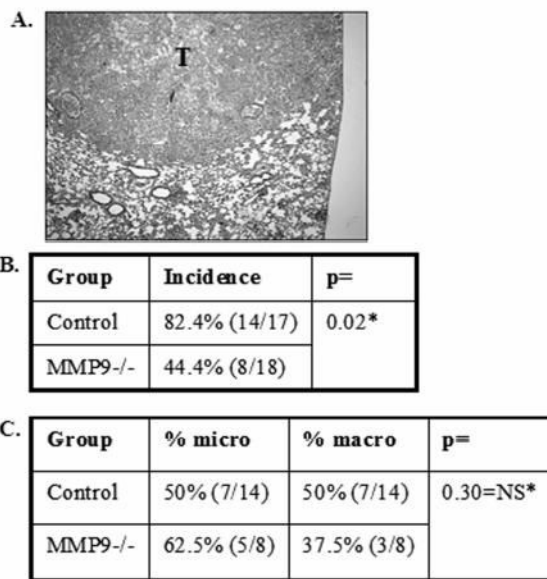 A.
T
B.
Group Incidence p=
Control 82.4% (14/17) 0.02*
MMP9-/- 44.4% (8/18)
C.
Group % micro % macro p=
Control 50% (7/14) 50% (7/14) 0.30=NS*
MMP9-/- 62.5% (5/8) 37.5% (3/8)